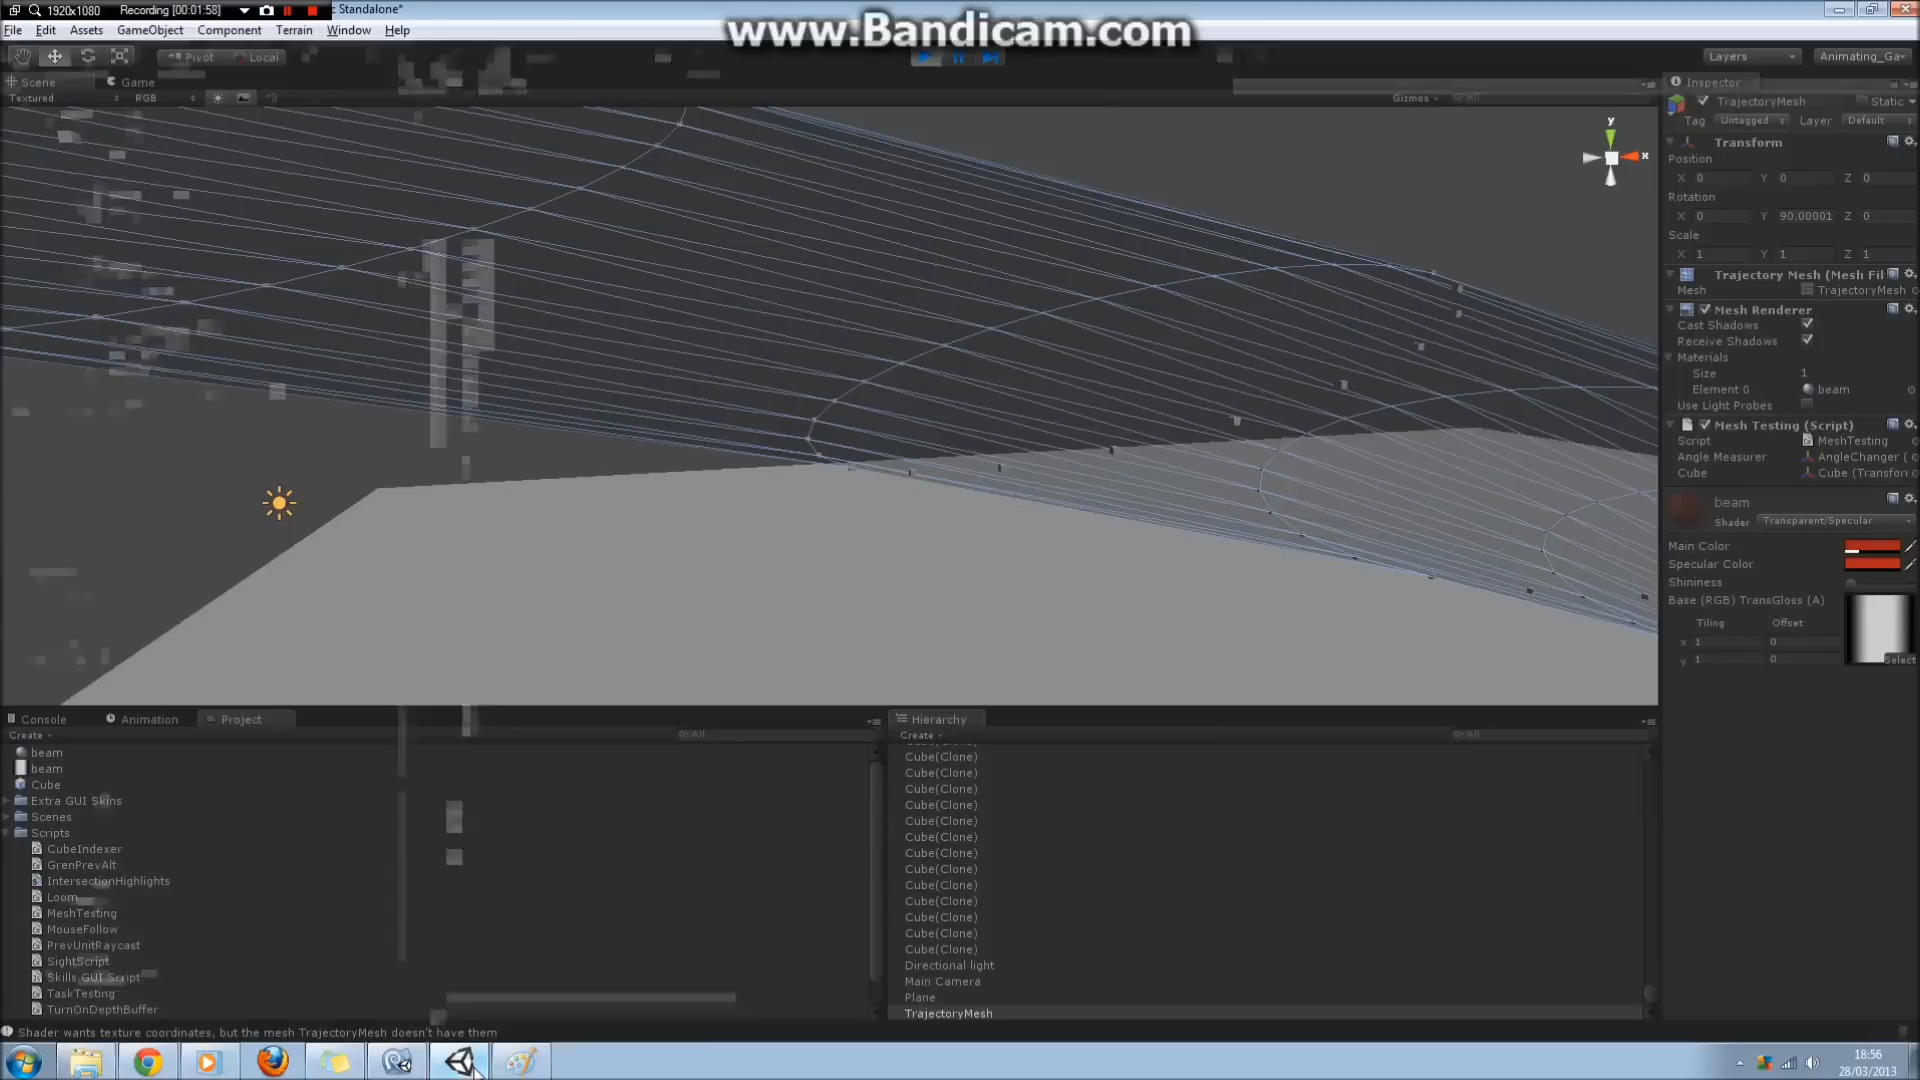 1920x1080 Recording [00:01:58] c Standalone*
www.Bandicam.com
File Edit Assets GameObject Component Terrain Window Help
Pivot Local Layers Animating_Ga
Scene Game
Textured RGB Gizmos All
Inspector
TrajectoryMesh Static
Tag Untagged Layer Default
Transform
Position
X 0 Y 0 Z 0
Rotation
X 0 Y 90.00001 Z 0
Scale
X 1 Y 1 Z 1
Trajectory Mesh (Mesh Fil
Mesh TrajectoryMesh
Mesh Renderer
Cast Shadows
Receive Shadows
Materials
Size 1
Element 0 beam
Use Light Probes
Mesh Testing (Script)
Script MeshTesting
Angle Measurer AngleChanger (
Cube Cube (Transfor
beam
Shader Transparent/Specular
Main Color
Specular Color
Shininess
Base (RGB) TransGloss (A)
Tiling Offset
x 1 0
y 1 0
Select
y
x
Console Animation Project
Create All
beam
beam
Cube
Extra GUI Skins
Scenes
Scripts
CubeIndexer
GrenPrevAlt
IntersectionHighlights
Loom
MeshTesting
MouseFollow
PrevUnitRaycast
SightScript
Skills GUI Script
TaskTesting
TurnOnDepthBuffer
Hierarchy
Create All
Cube(Clone)
Cube(Clone)
Cube(Clone)
Cube(Clone)
Cube(Clone)
Cube(Clone)
Cube(Clone)
Cube(Clone)
Cube(Clone)
Cube(Clone)
Cube(Clone)
Cube(Clone)
Cube(Clone)
Cube(Clone)
Directional light
Main Camera
Plane
TrajectoryMesh
Shader wants texture coordinates, but the mesh TrajectoryMesh doesn't have them
18:56
28/03/2013